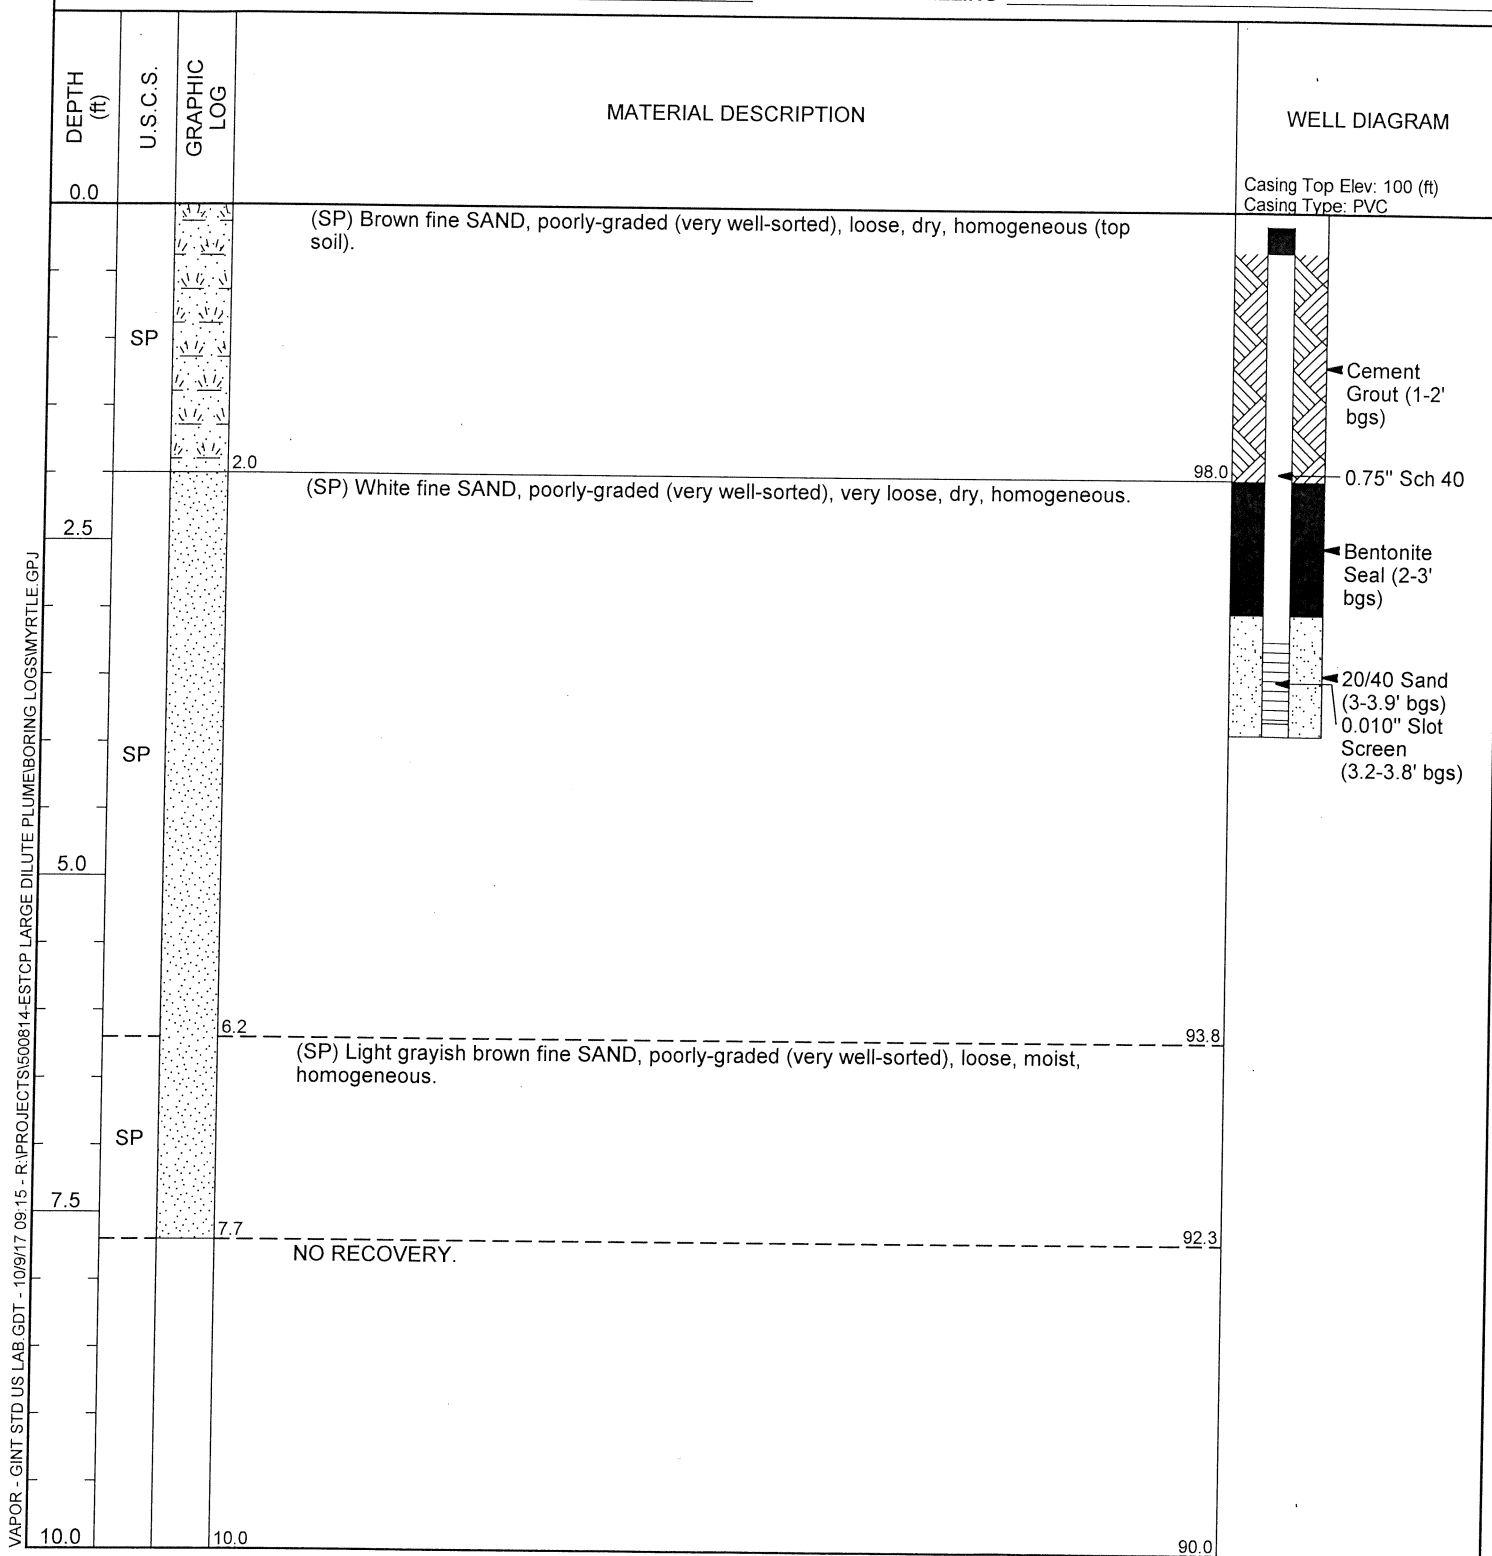 DEPTH
(ft)
U.S.C.S.
GRAPHIC
LOG
MATERIAL DESCRIPTION
WELL DIAGRAM
Casing Top Elev: 100 (ft)
Casing Type: PVC
0.0
(SP) Brown fine SAND, poorly-graded (very well-sorted), loose, dry, homogeneous (top
soil).
SP
Cement
Grout (1-2'
bgs)
2.0
98.0
0.75" Sch 40
(SP) White fine SAND, poorly-graded (very well-sorted), very loose, dry, homogeneous.
2.5
Bentonite
Seal (2-3'
bgs)
20/40 Sand
(3-3.9' bgs)
0.010" Slot
Screen
(3.2-3.8' bgs)
SP
5.0
6.2
93.8
(SP) Light grayish brown fine SAND, poorly-graded (very well-sorted), loose, moist,
homogeneous.
SP
7.5
7.7
92.3
NO RECOVERY.
10.0
10.0
90.0
VAPOR - GINT STD US LAB.GDT - 10/9/17 09:15 - R:\PROJECTS\500814-ESTCP LARGE DILUTE PLUME\BORING LOGS\MYRTLE.GPJ